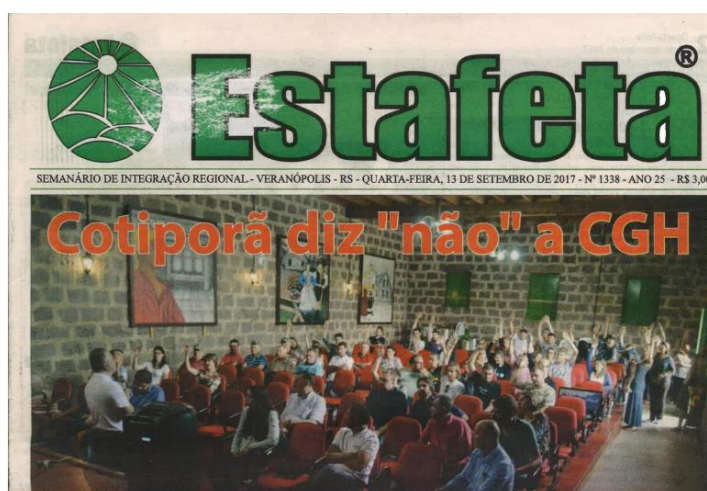 Estafeta®
SEMANÁRIO DE INTEGRAÇÃO REGIONAL - VERANÓPOLIS - RS - QUARTA-FEIRA, 13 DE SETEMBRO DE 2017 - Nº 1338 - ANO 25 - R$ 3,00
Cotiporã diz "não" a CGH